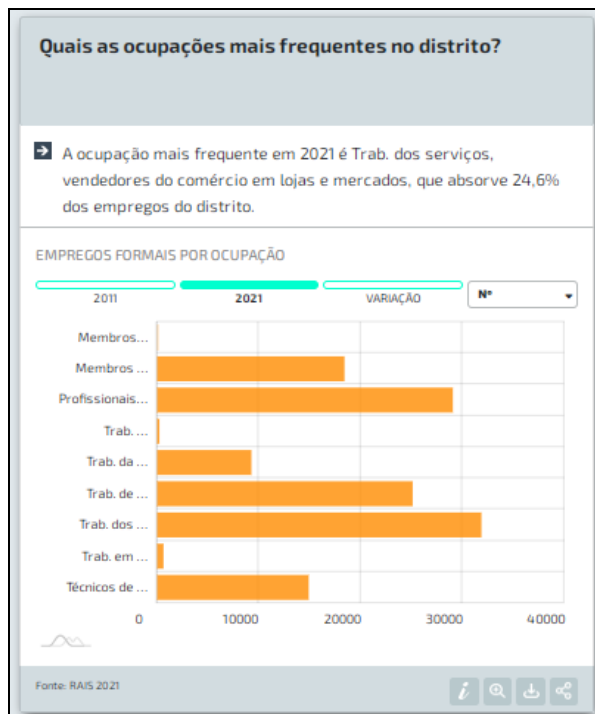 Quais as ocupações mais frequentes no distrito?
A ocupação mais frequente em 2021 é Trab. dos serviços,
vendedores do comércio em lojas e mercados, que absorve 24,6%
dos empregos do distrito.
EMPREGOS FORMAIS POR OCUPAÇÃO
2011
2021
VARIAÇÃO
Nº
Membros...
Membros ...
Profissionais...
Trab. ...
Trab. da ...
Trab. de ...
Trab. dos ...
Trab. em ...
Técnicos de ...
0 10000 20000 30000 40000
Fonte: RAIS 2021